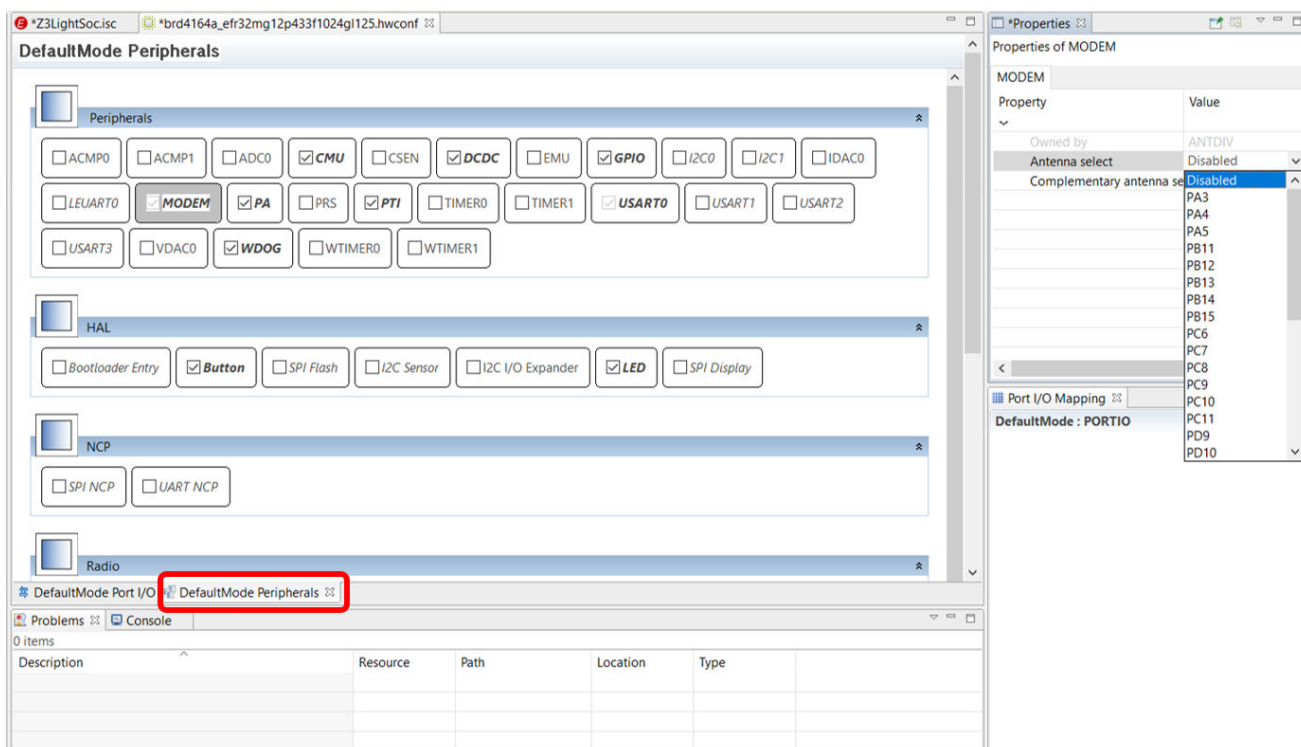 *Z3LightSoc.isc
*brd4164a_efr32mg12p433f1024gl125.hwconf
DefaultMode Peripherals
Peripherals
ACMP0 ACMP1 ADC0 CMU CSEN DCDC EMU GPIO I2C0 I2C1 IDAC0
LEUART0 MODEM PA PRS PTI TIMER0 TIMER1 USART0 USART1 USART2
USART3 VDAC0 WDOG WTIMER0 WTIMER1
HAL
Bootloader Entry Button SPI Flash I2C Sensor I2C I/O Expander LED SPI Display
NCP
SPI NCP UART NCP
Radio
DefaultMode Port I/O DefaultMode Peripherals
Problems Console
0 items
Description Resource Path Location Type
*Properties
Properties of MODEM
MODEM
Property Value
Owned by ANTDIV
Antenna select Disabled
Complementary antenna se
Disabled
PA3
PA4
PA5
PB11
PB12
PB13
PB14
PB15
PC6
PC7
PC8
PC9
PC10
PC11
PD9
PD10
Port I/O Mapping
DefaultMode : PORTIO